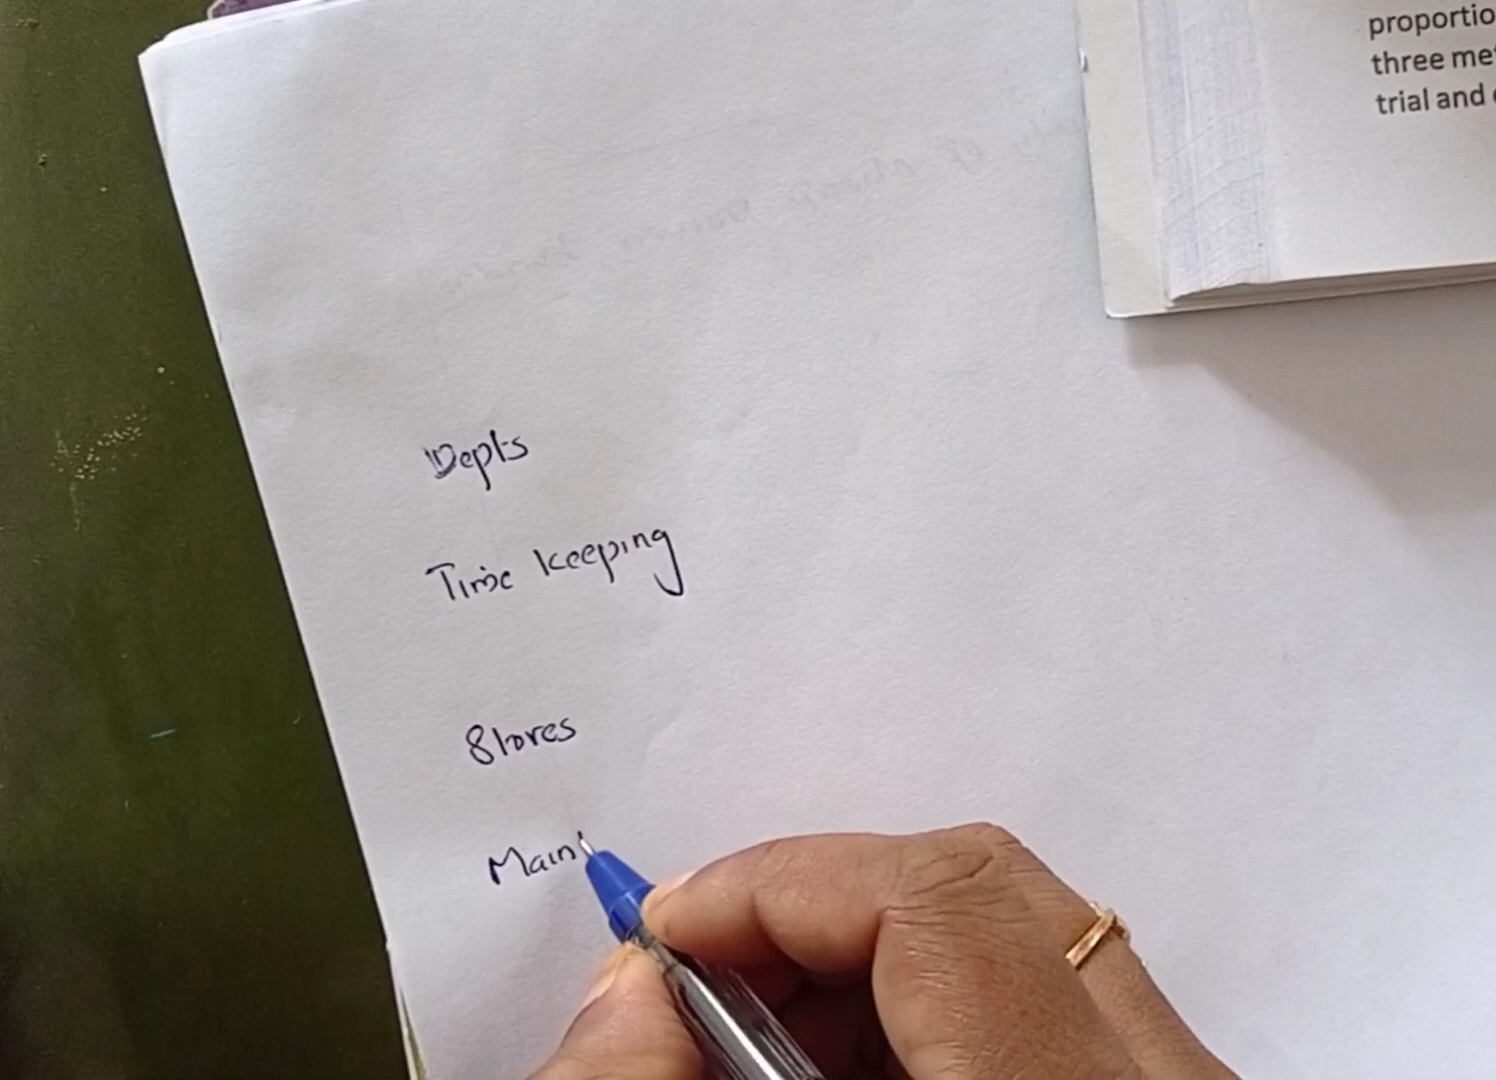 proportio
three me
trial and
Depts
Time keeping
Stores
Main